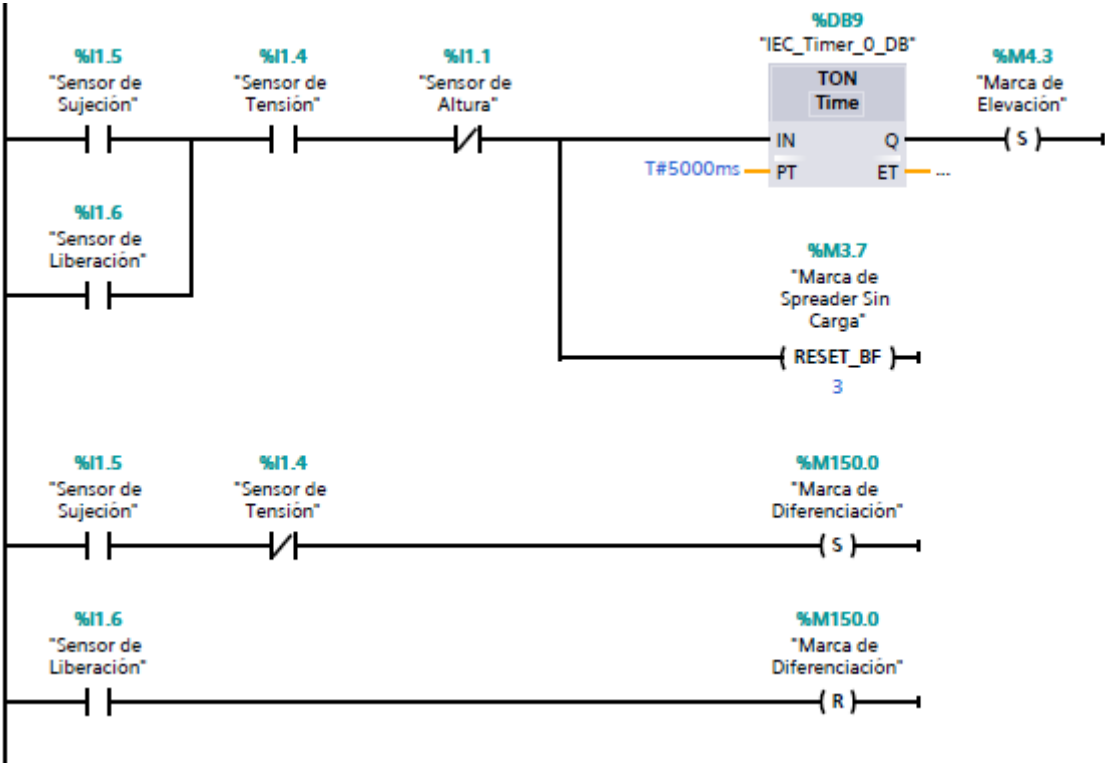 %DB9
"IEC_Timer_0_DB"
%I1.5
%I1.4
%I1.1
%M4.3
"Sensor de
Sujeción"
"Sensor de
Tensión"
"Sensor de
Altura"
TON
Time
"Marca de
Elevación"
IN
Q
( S )
T#5000ms
PT
ET
...
%I1.6
"Sensor de
Liberación"
%M3.7
"Marca de
Spreader Sin
Carga"
( RESET_BF )
3
%I1.5
"Sensor de
Sujeción"
%I1.4
"Sensor de
Tensión"
%M150.0
"Marca de
Diferenciación"
( S )
%I1.6
"Sensor de
Liberación"
%M150.0
"Marca de
Diferenciación"
( R )